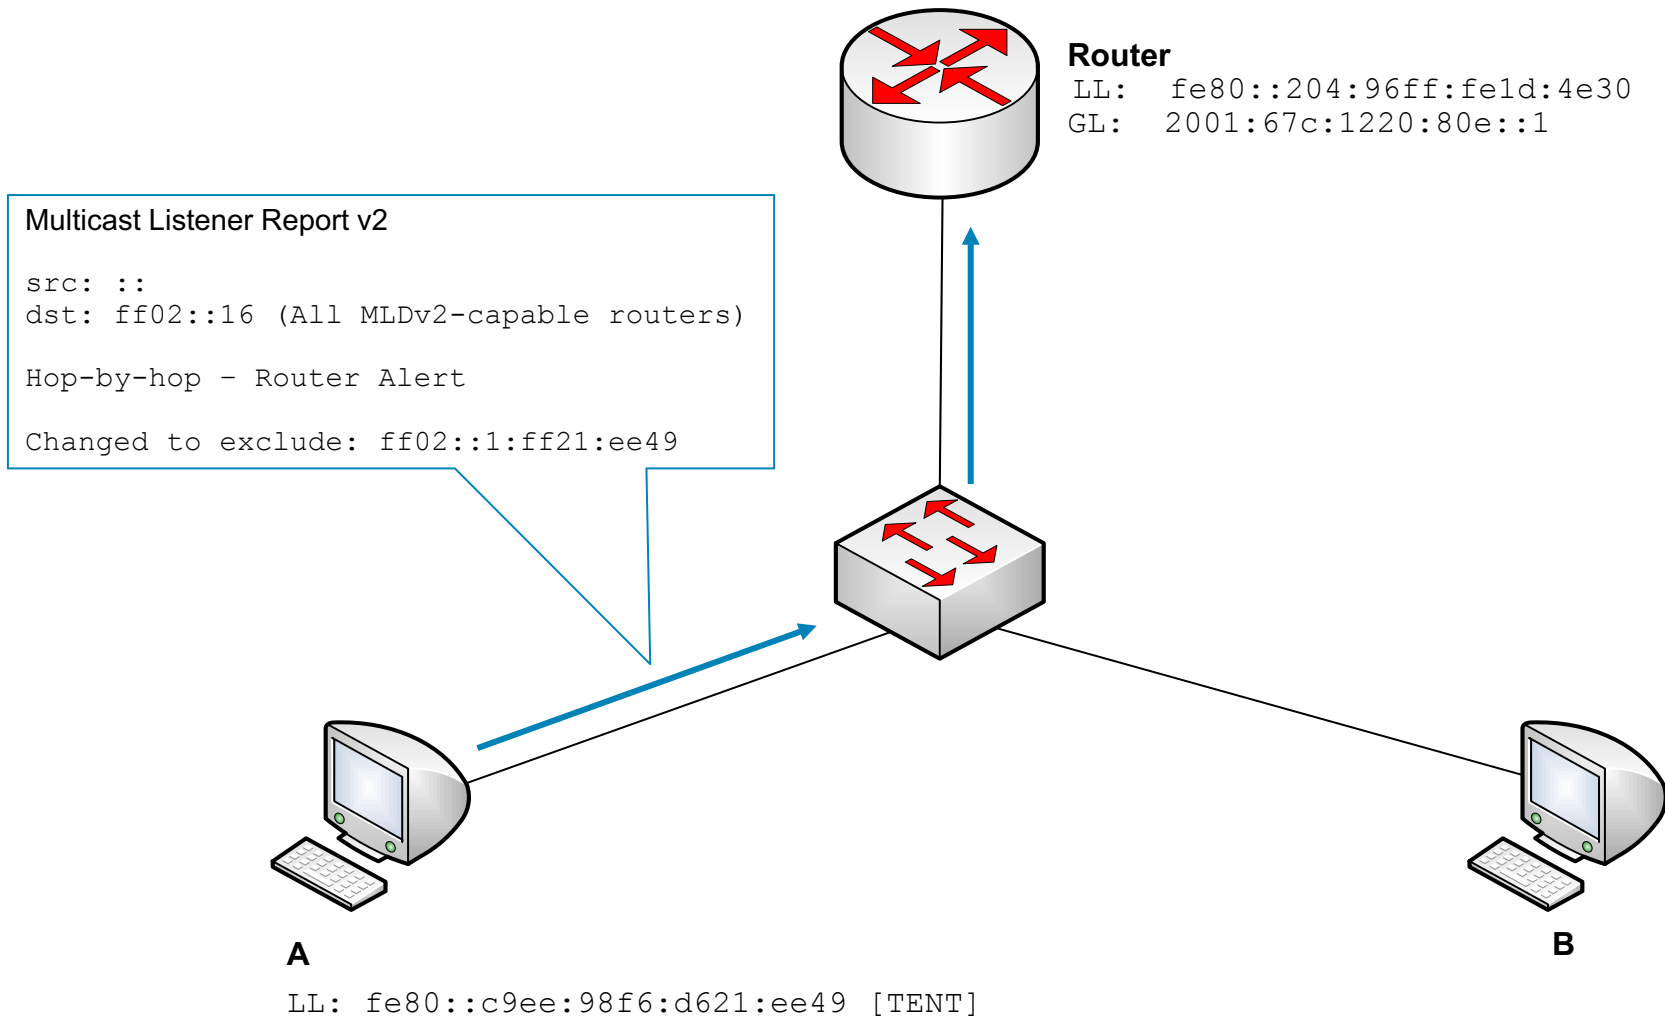 Router
LL: fe80::204:96ff:fe1d:4e30
GL: 2001:67c:1220:80e::1
Multicast Listener Report v2
src: ::
dst: ff02::16 (All MLDv2-capable routers)
Hop-by-hop – Router Alert
Changed to exclude: ff02::1:ff21:ee49
A
B
LL: fe80::c9ee:98f6:d621:ee49 [TENT]